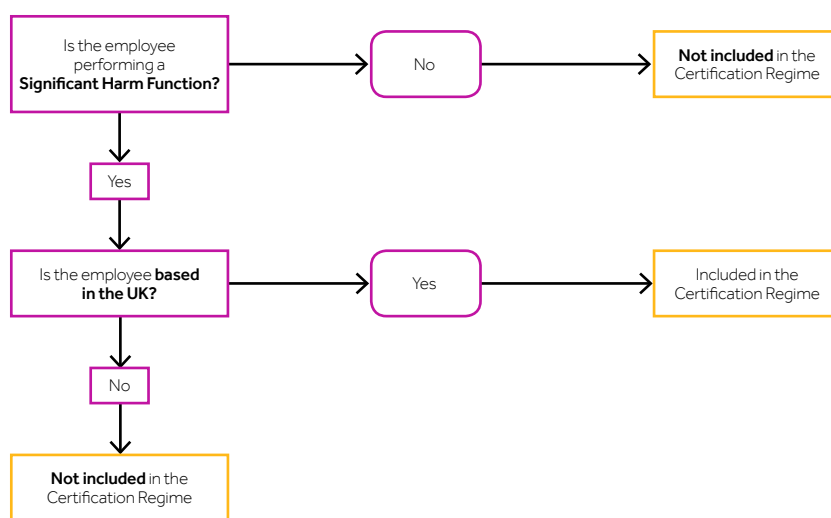 Is the employee
performing a
Significant Harm Function?
No
Not included in the
Certification Regime
Yes
Is the employee based
in the UK?
Yes
Included in the
Certification Regime
No
Not included in the
Certification Regime